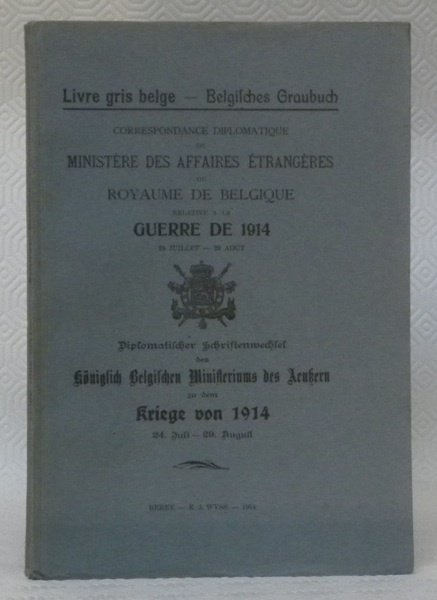 Livre gris belge — Belgisches Graubuch
CORRESPONDANCE DIPLOMATIQUE
DU
MINISTÈRE DES AFFAIRES ÉTRANGÈRES
DU
ROYAUME DE BELGIQUE
RELATIVE À LA
GUERRE DE 1914
24 JUILLET — 29 AOUT
Diplomatischer Schriftenwechsel
des
Königlich Belgischen Ministeriums des Aeußern
zu dem
Kriege von 1914
24. Juli — 29. August
BERNE — K. J. WYSS — 1914